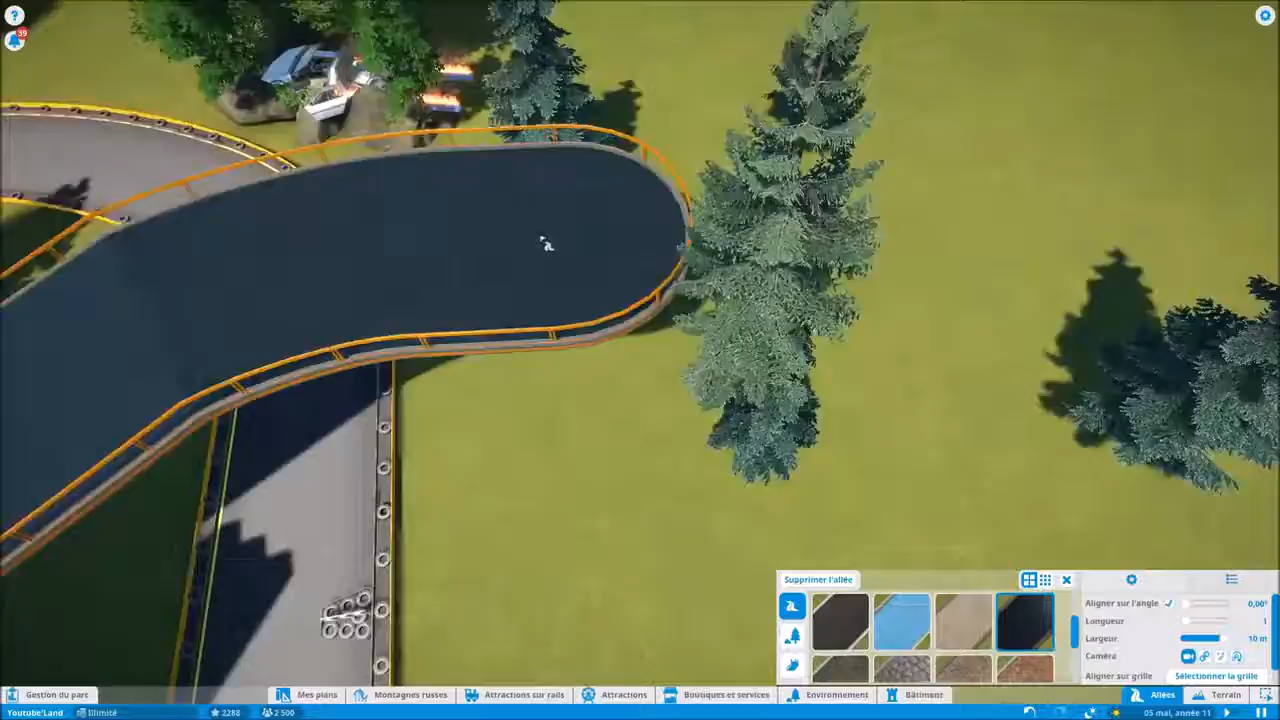 ?
39
Supprimer l'allée
Aligner sur l'angle
0,00°
Longueur
1
Largeur
10 m
Caméra
Aligner sur grille
Sélectionner la grille
Gestion du parc
Mes plans
Montagnes russes
Attractions sur rails
Attractions
Boutiques et services
Environnement
Bâtiment
Allées
Terrain
Youtube'Land
Illimité
2288
2 500
05 mai, année 11